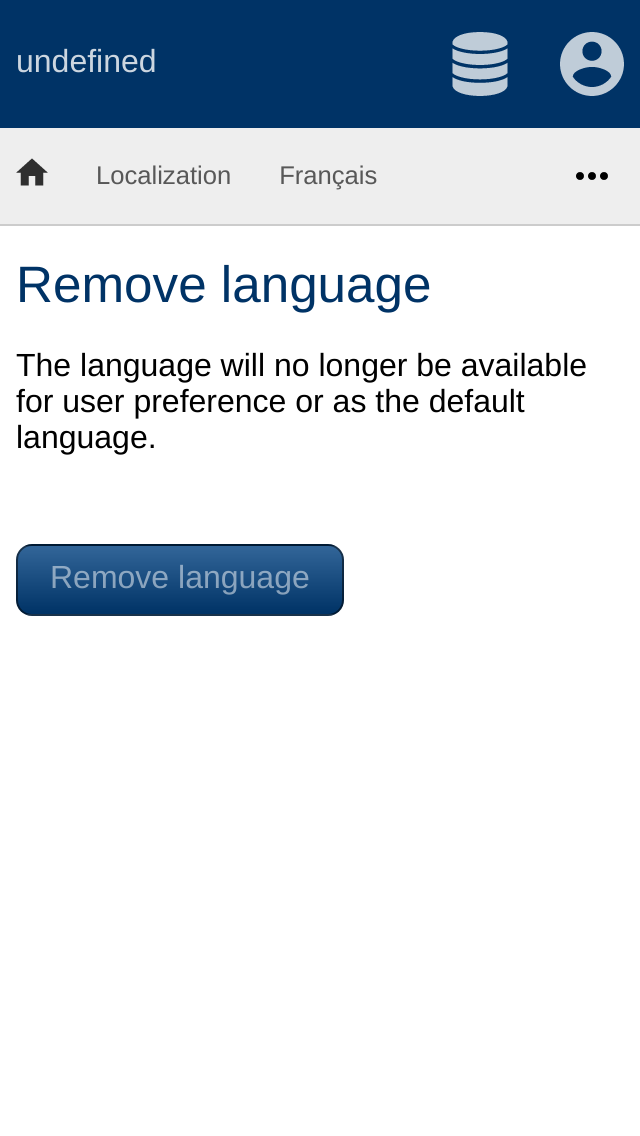 undefined
Localization Français
Remove language
The language will no longer be available
for user preference or as the default
language.
Remove language